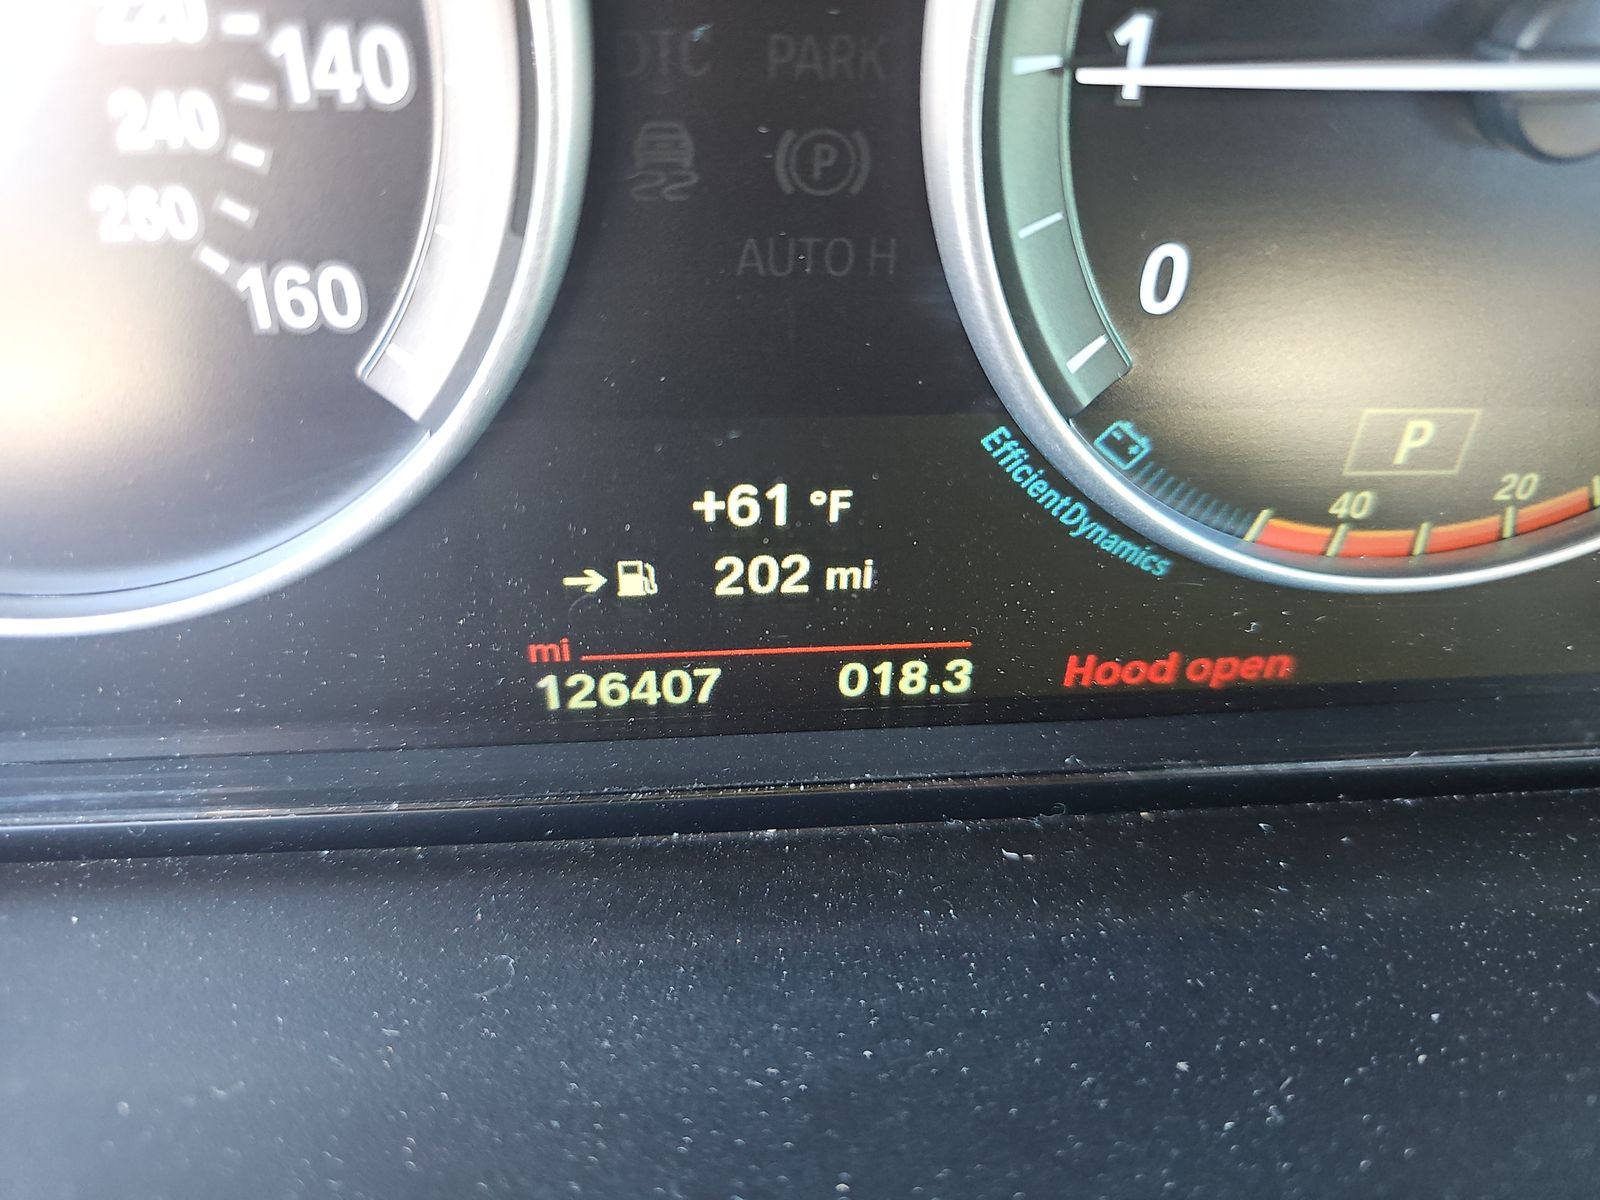 220
140
240
260
160
DTC PARK
P
AUTO H
1
0
P
40 20
EfficientDynamics
+61 °F
202 mi
mi
126407 018.3
Hood open